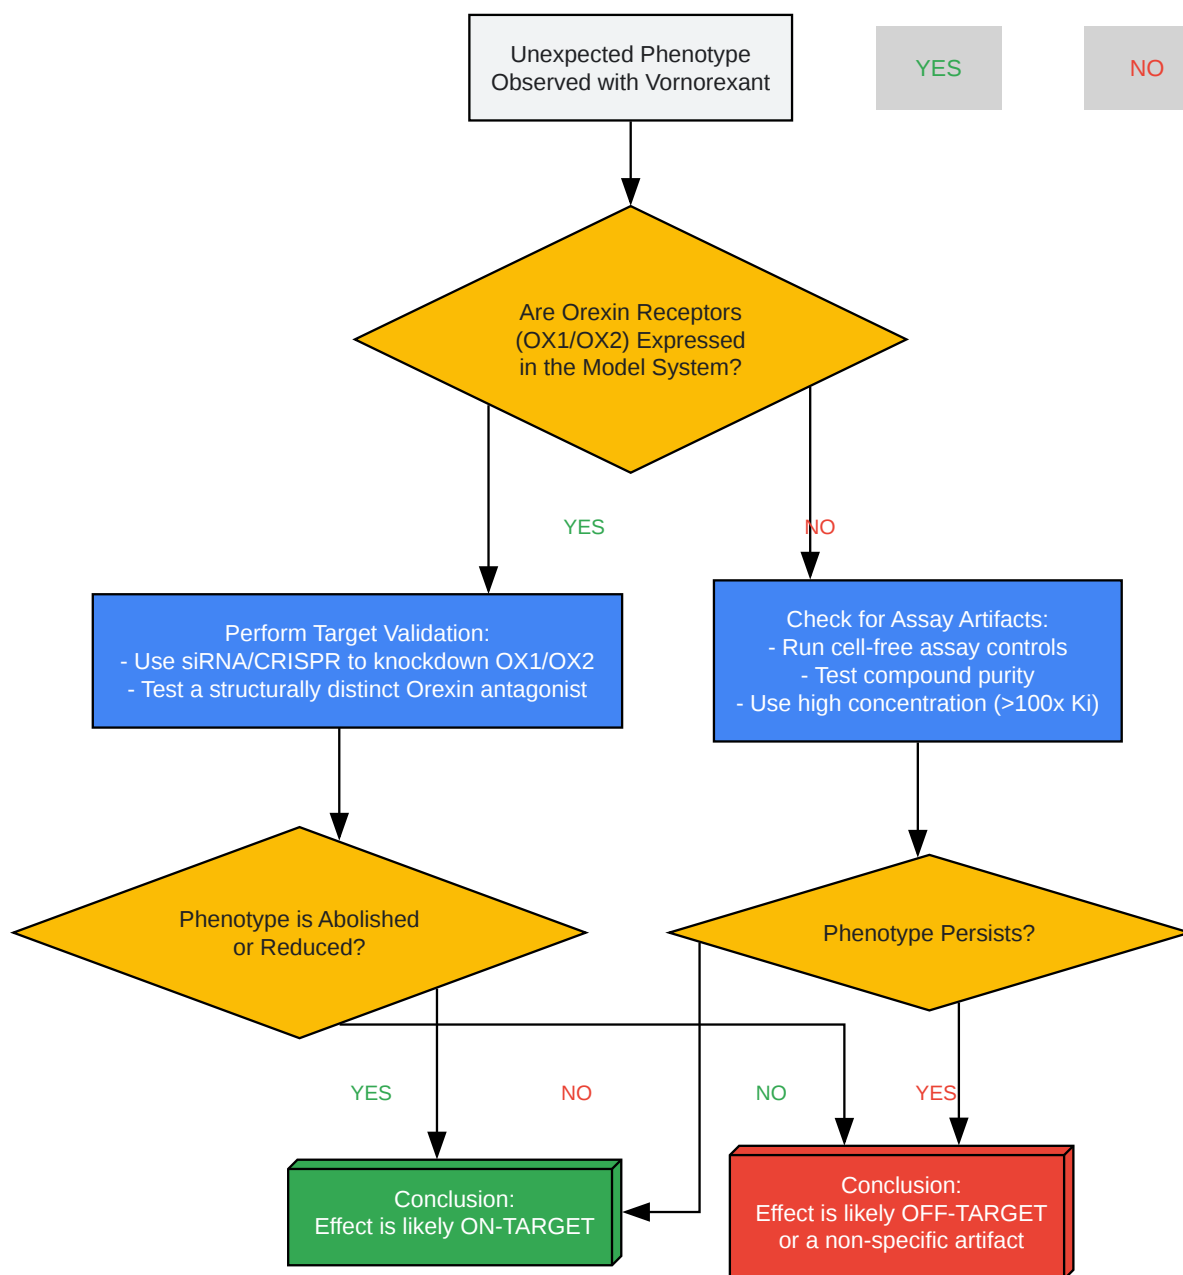 Unexpected Phenotype
Observed with Vornorexant
YES
NO
Are Orexin Receptors
(OX1/OX2) Expressed
in the Model System?
YES
NO
Perform Target Validation:
- Use siRNA/CRISPR to knockdown OX1/OX2
- Test a structurally distinct Orexin antagonist
Check for Assay Artifacts:
- Run cell-free assay controls
- Test compound purity
- Use high concentration (>100x Ki)
Phenotype is Abolished
or Reduced?
Phenotype Persists?
YES
NO
NO
YES
Conclusion:
Effect is likely ON-TARGET
Conclusion:
Effect is likely OFF-TARGET
or a non-specific artifact